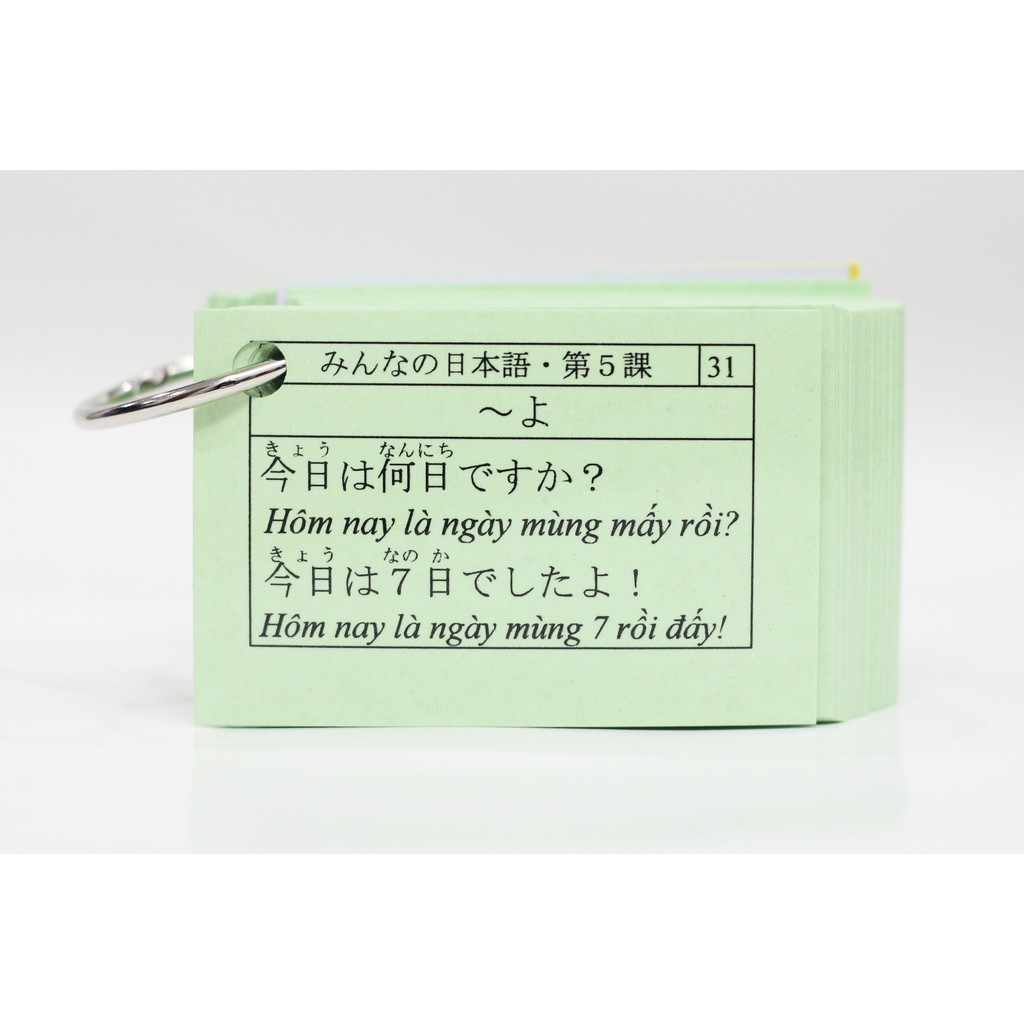 みんなの日本語・第5課 31
～よ
きょう なんにち
今日は何日ですか？
Hôm nay là ngày mùng mấy rồi?
きょう なのか
今日は７日でしたよ！
Hôm nay là ngày mùng 7 rồi đấy!